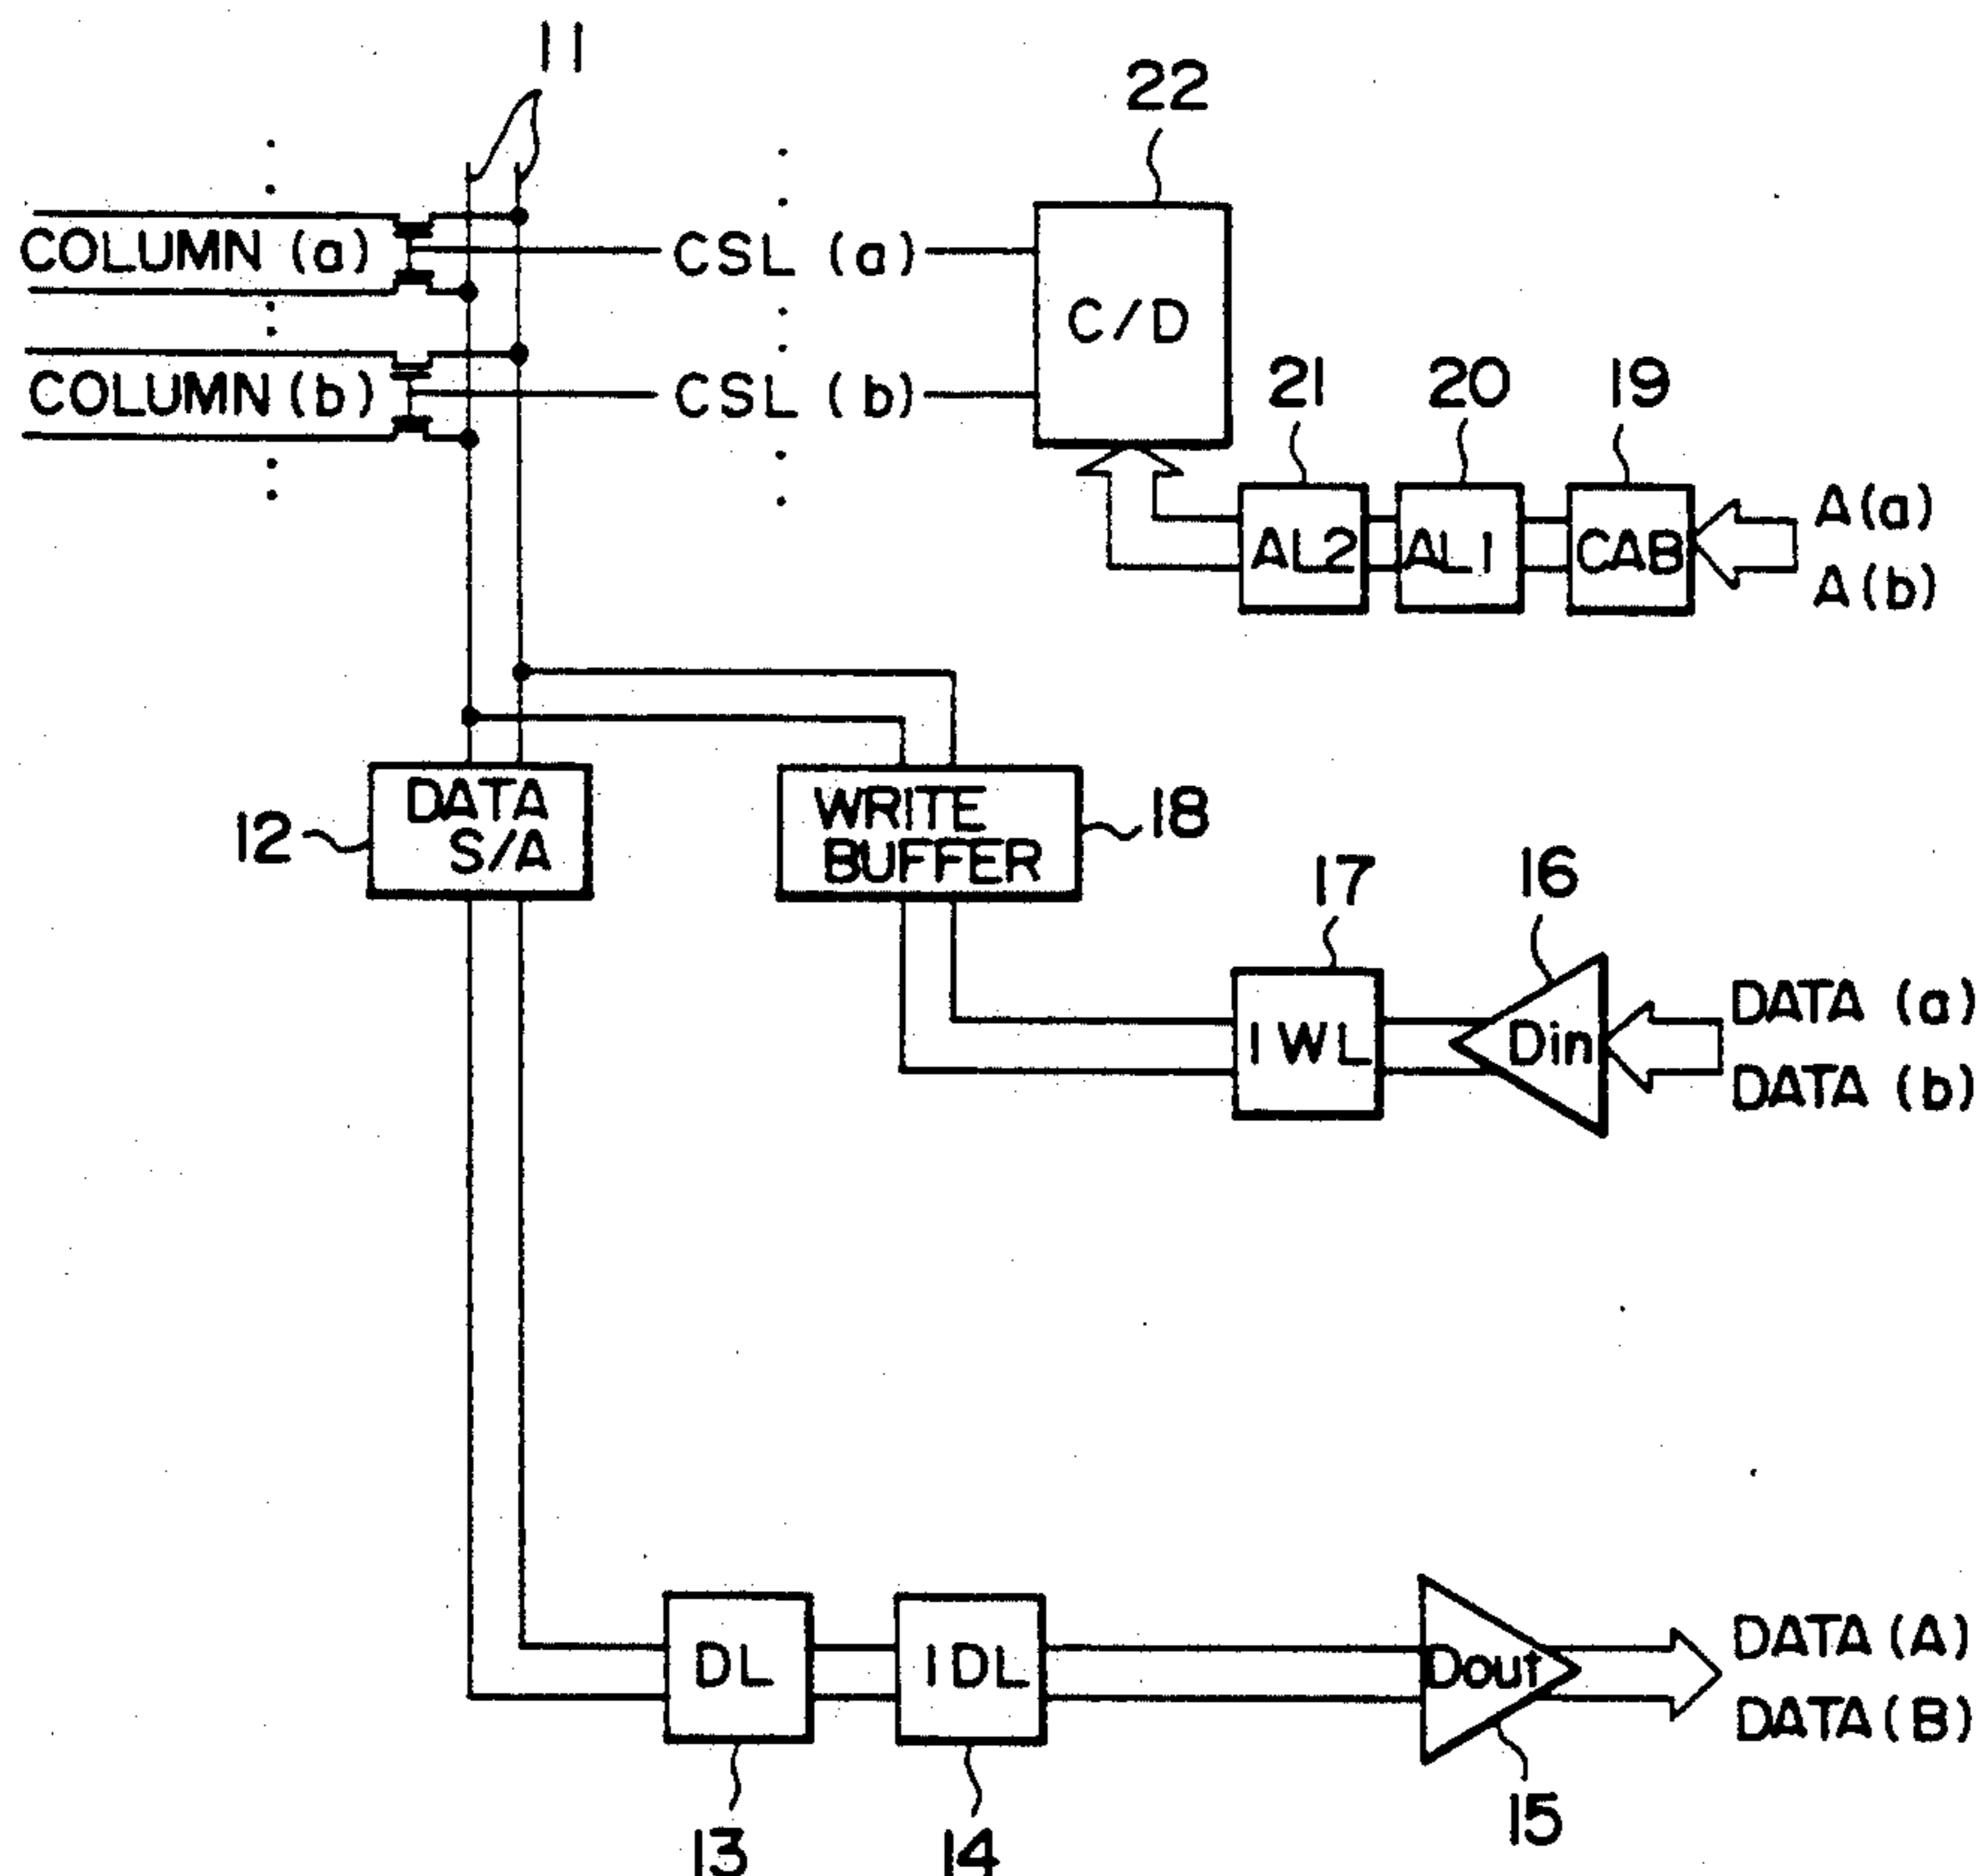 11
22
COLUMN (a)
CSL (a)
C/D
COLUMN (b)
CSL (b)
21
20
19
AL2
AL1
CAB
A(a)
A(b)
12
DATA
S/A
WRITE
BUFFER
18
17
16
IWL
Din
DATA (a)
DATA (b)
DL
IDL
Dout
DATA (A)
DATA (B)
13
14
15